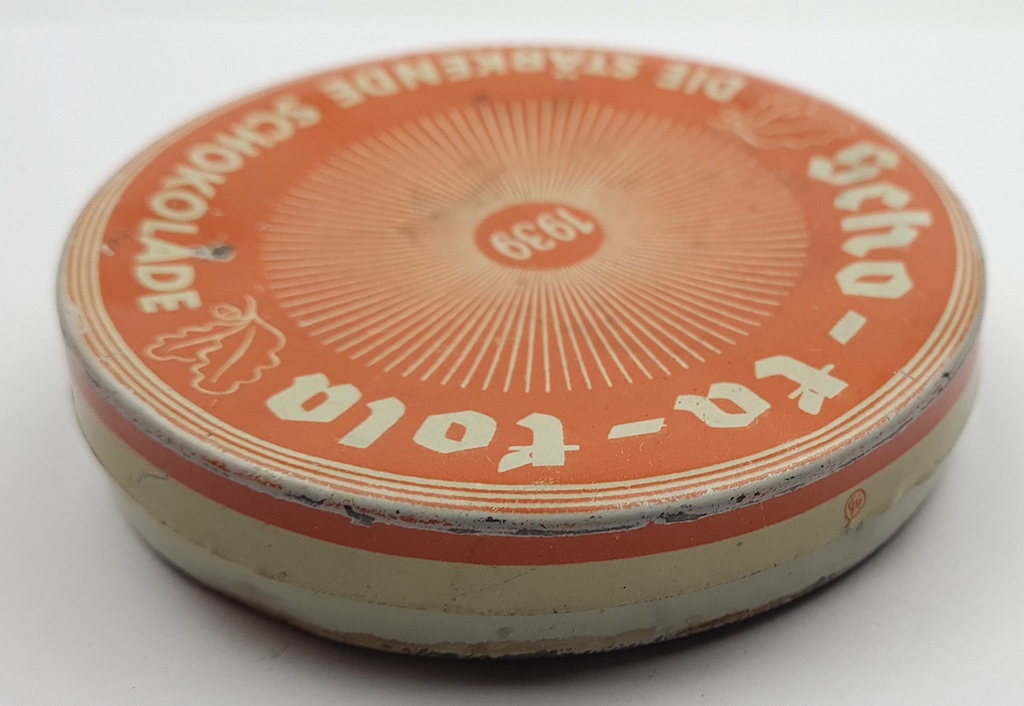 Scho-ka-kola
DIE STÄRKENDE SCHOKOLADE
1939